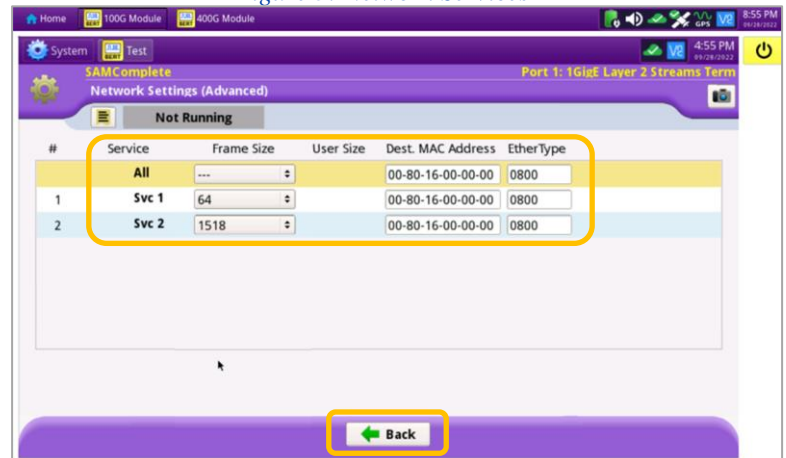 Home 100G Module 400G Module GPS V2 8:55 PM
09/28/2022
System Test V2 4:55 PM
09/28/2022
SAMComplete Port 1: 1GigE Layer 2 Streams Term
Network Settings (Advanced)
Not Running
# Service Frame Size User Size Dest. MAC Address EtherType
All --- 00-80-16-00-00-00 0800
1 Svc 1 64 00-80-16-00-00-00 0800
2 Svc 2 1518 00-80-16-00-00-00 0800
Back